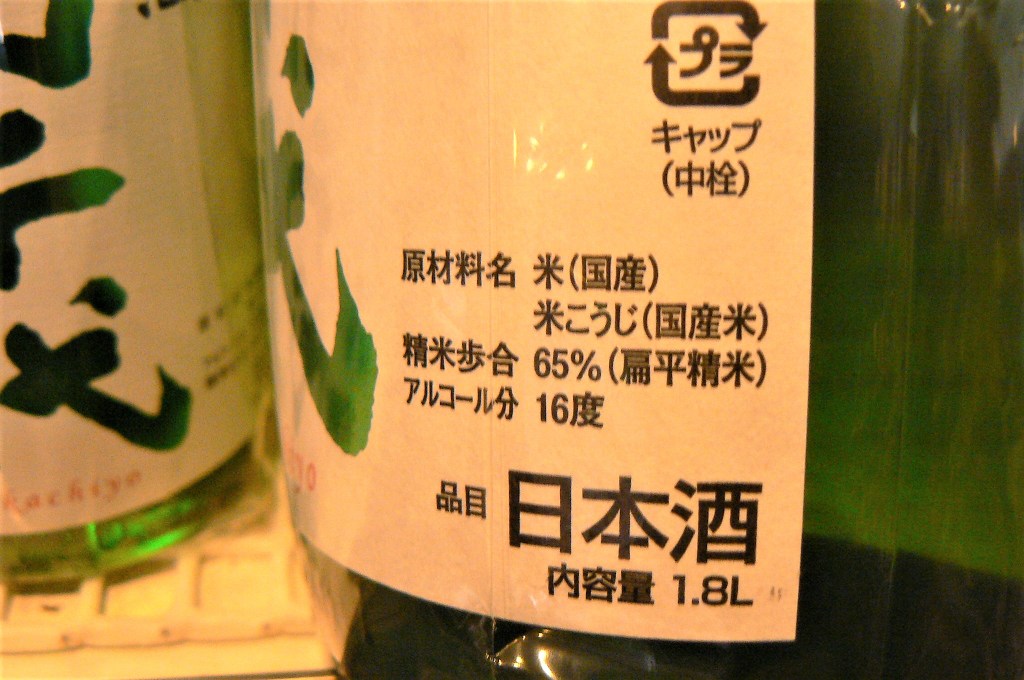 プラ
キャップ
(中栓)
原材料名 米(国産)
米こうじ(国産米)
精米歩合 65%(扁平精米)
アルコール分 16度
品目 日本酒
内容量 1.8L
kachiyo